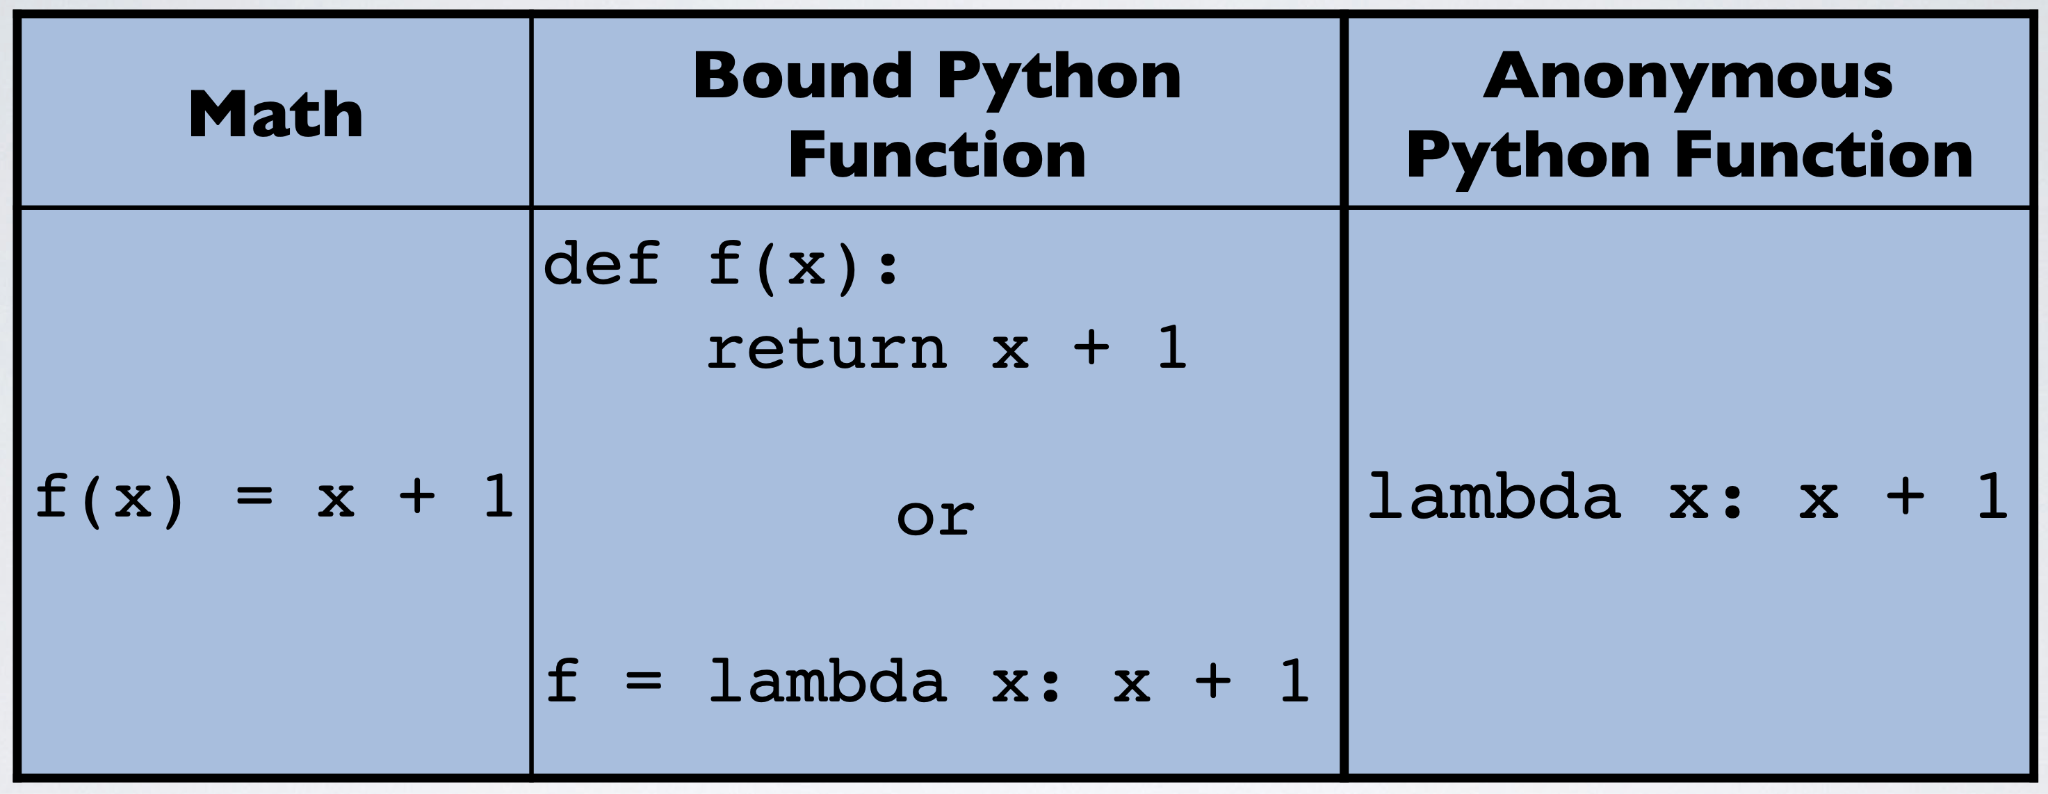 Math
Bound Python
Function
Anonymous
Python Function
f(x) = x + 1
def f(x):
    return x + 1
or
f = lambda x: x + 1
lambda x: x + 1